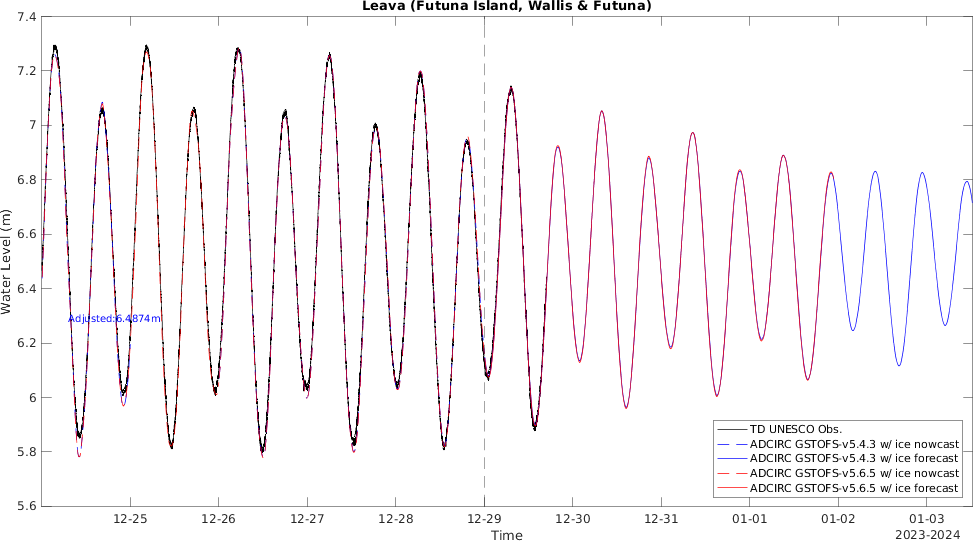 Leava (Futuna Island, Wallis & Futuna)
7.4
7.2
7
6.8
6.6
6.4
6.2
6
5.8
5.6
Water Level (m)
Adjusted:6.4874m
TD UNESCO Obs.
ADCIRC GSTOFS-v5.4.3 w/ ice nowcast
ADCIRC GSTOFS-v5.4.3 w/ ice forecast
ADCIRC GSTOFS-v5.6.5 w/ ice nowcast
ADCIRC GSTOFS-v5.6.5 w/ ice forecast
12-25 12-26 12-27 12-28 12-29 12-30 12-31 01-01 01-02 01-03
Time
2023-2024